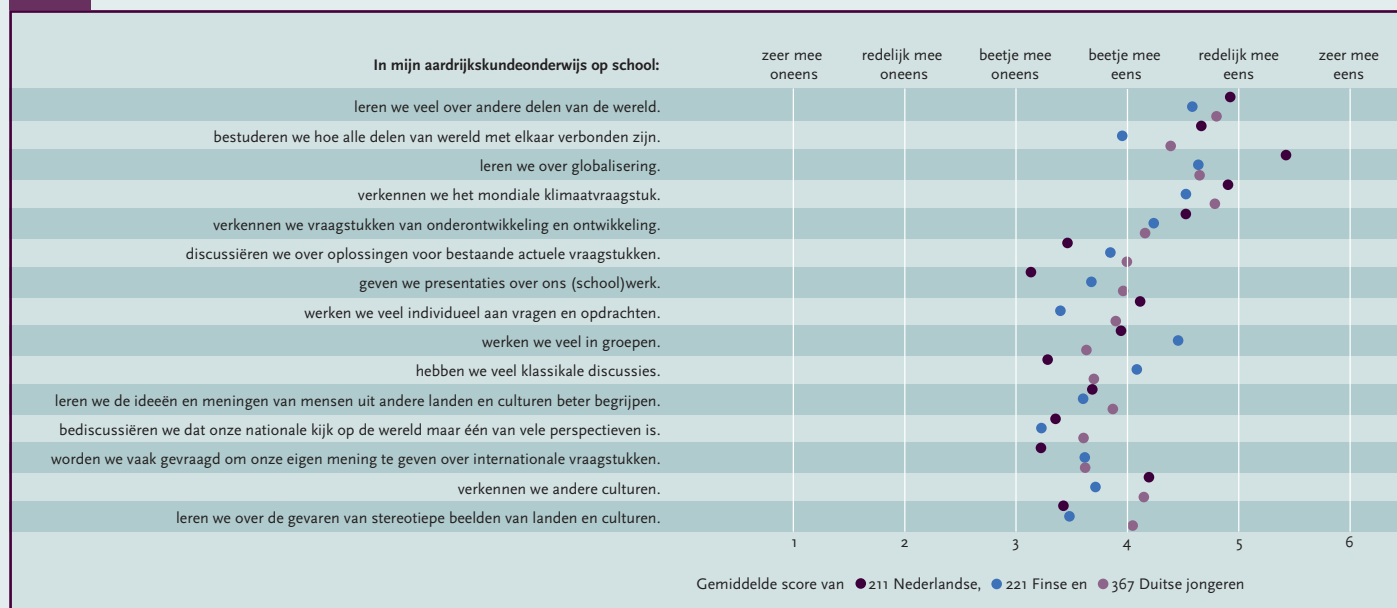 In mijn aardrijkskundeonderwijs op school:
zeer mee oneens
redelijk mee oneens
beetje mee oneens
beetje mee eens
redelijk mee eens
zeer mee eens
leren we veel over andere delen van de wereld.
bestuderen we hoe alle delen van wereld met elkaar verbonden zijn.
leren we over globalisering.
verkennen we het mondiale klimaatvraagstuk.
verkennen we vraagstukken van onderontwikkeling en ontwikkeling.
discussiëren we over oplossingen voor bestaande actuele vraagstukken.
geven we presentaties over ons (school)werk.
werken we veel individueel aan vragen en opdrachten.
werken we veel in groepen.
hebben we veel klassikale discussies.
leren we de ideeën en meningen van mensen uit andere landen en culturen beter begrijpen.
bediscussiëren we dat onze nationale kijk op de wereld maar één van vele perspectieven is.
worden we vaak gevraagd om onze eigen mening te geven over internationale vraagstukken.
verkennen we andere culturen.
leren we over de gevaren van stereotiepe beelden van landen en culturen.
1 2 3 4 5 6
Gemiddelde score van 211 Nederlandse, 221 Finse en 367 Duitse jongeren